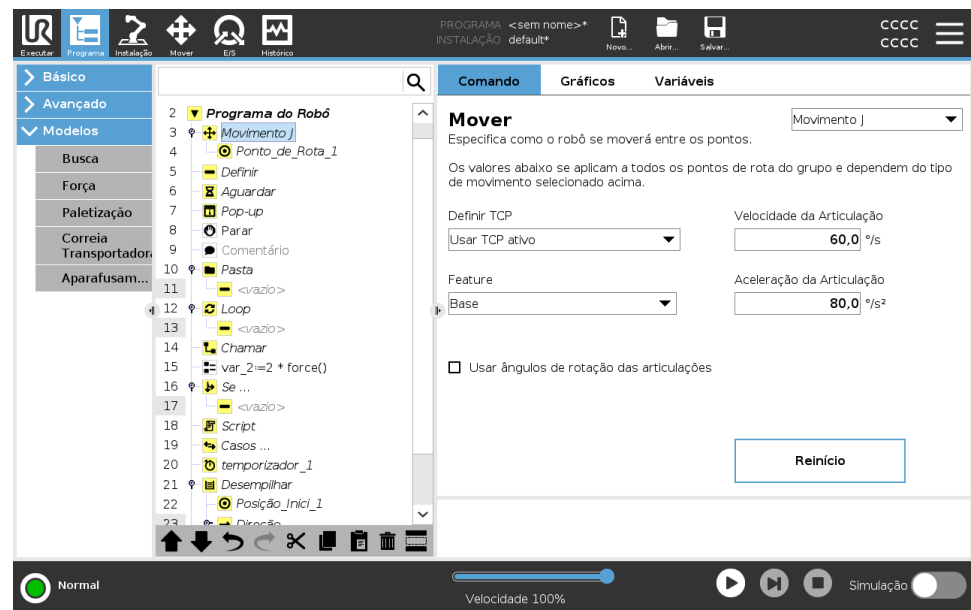 PROGRAMA <sem nome>*
INSTALAÇÃO default*
CCCC
CCCC
Executar Programa Instalação Mover E/S Histórico Novo... Abrir... Salvar...
Básico
Avançado
Modelos
Busca
Força
Paletização
Correia
Transportador
Aparafusam...
2 Programa do Robô
3 Movimento J
4 Ponto_de_Rota_1
5 Definir
6 Aguardar
7 Pop-up
8 Parar
9 Comentário
10 Pasta
11 <vazio>
12 Loop
13 <vazio>
14 Chamar
15 var_2:=2 * force()
16 Se ...
17 <vazio>
18 Script
19 Casos ...
20 temporizador_1
21 Desempilhar
22 Posição_Iníci_1
23 Direção
Comando Gráficos Variáveis
Mover
Movimento J
Especifica como o robô se moverá entre os pontos.
Os valores abaixo se aplicam a todos os pontos de rota do grupo e dependem do tipo
de movimento selecionado acima.
Definir TCP
Velocidade da Articulação
Usar TCP ativo
60,0 °/s
Feature
Aceleração da Articulação
Base
80,0 °/s²
Usar ângulos de rotação das articulações
Reinício
Normal
Velocidade 100%
Simulação